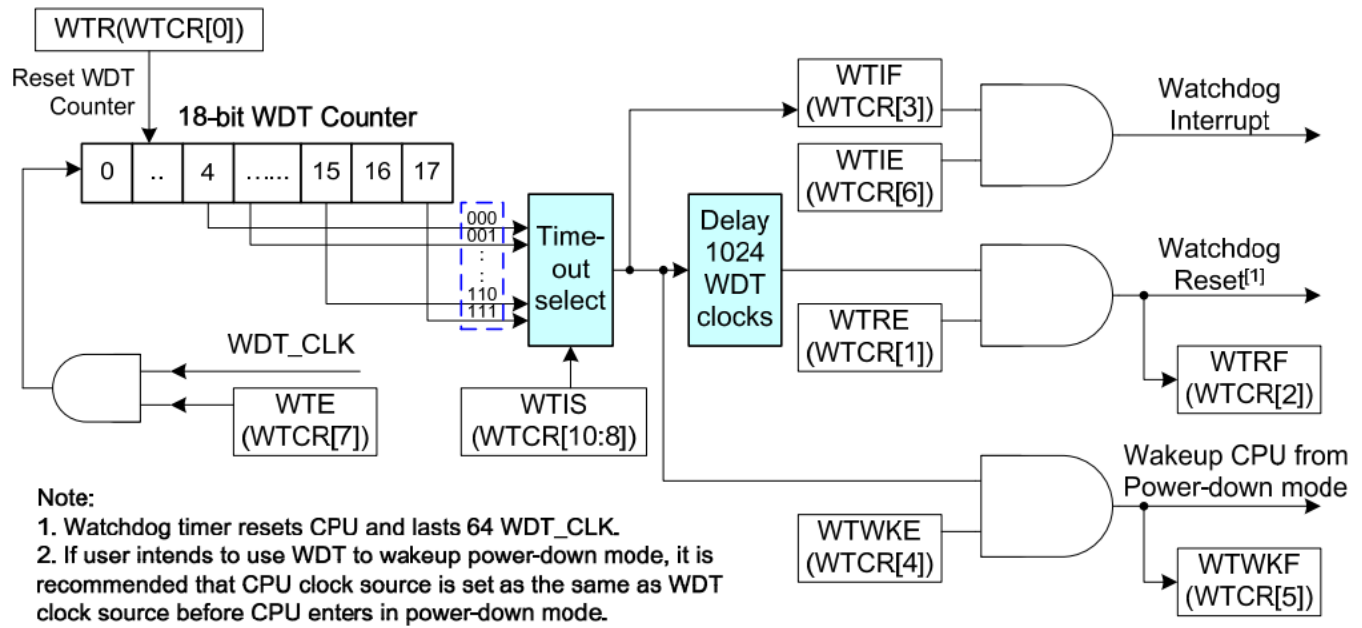 WTR(WTCR[0])
Reset WDT
Counter
18-bit WDT Counter
0 .. 4 ...... 15 16 17
000
001
:
:
110
111
Time-
out
select
WTIS
(WTCR[10:8])
WDT_CLK
WTE
(WTCR[7])
Delay
1024
WDT
clocks
WTIF
(WTCR[3])
WTIE
(WTCR[6])
Watchdog
Interrupt
WTRE
(WTCR[1])
Watchdog
Reset[1]
WTRF
(WTCR[2])
WTWKE
(WTCR[4])
Wakeup CPU from
Power-down mode
WTWKF
(WTCR[5])
Note:
1. Watchdog timer resets CPU and lasts 64 WDT_CLK.
2. If user intends to use WDT to wakeup power-down mode, it is
recommended that CPU clock source is set as the same as WDT
clock source before CPU enters in power-down mode.